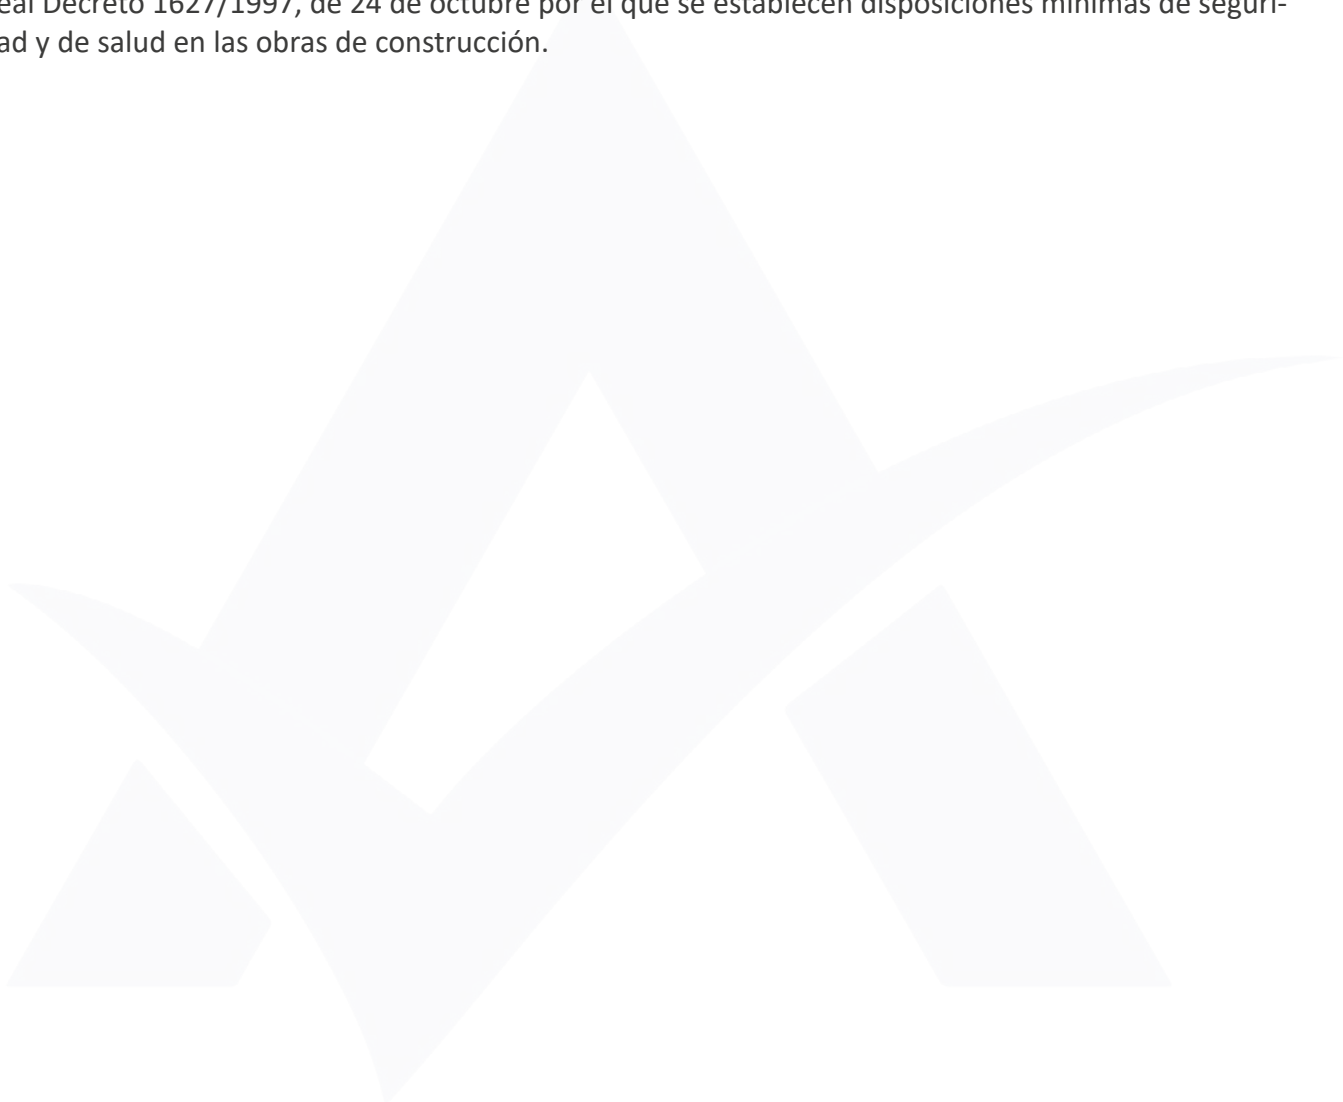 eal Decreto 1627/1997, de 24 de octubre por el que se establecen disposiciones mínimas de seguri-
ad y de salud en las obras de construcción.